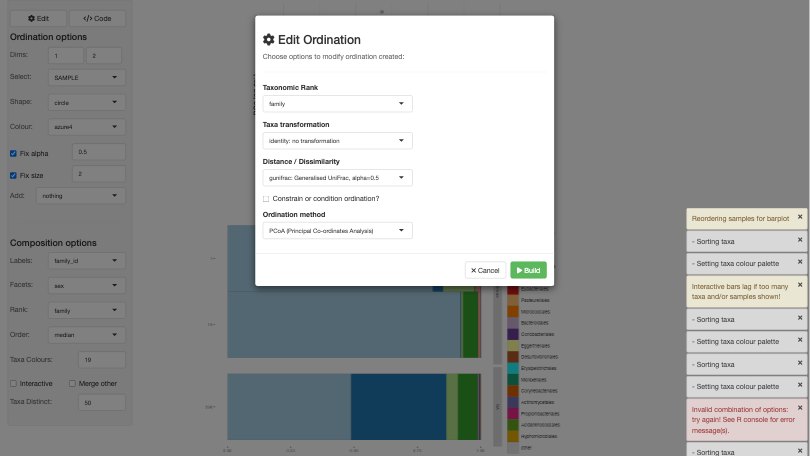 Edit
Code
Ordination options
Dims:
1
2
Select:
SAMPLE
Shape:
circle
Colour:
azure4
Fix alpha
0.5
Fix size
2
Add:
nothing
Composition options
Labels:
family_id
Facets:
sex
Rank:
family
Order:
median
Taxa Colours:
19
Interactive
Merge other
Taxa Distinct:
50
Edit Ordination
Choose options to modify ordination created:
Taxonomic Rank
family
Taxa transformation
identity: no transformation
Distance / Dissimilarity
gunifrac: Generalised UniFrac, alpha=0.5
Constrain or condition ordination?
Ordination method
PCoA (Principal Co-ordinates Analysis)
Cancel
Build
Reordering samples for barplot
- Sorting taxa
- Setting taxa colour palette
Interactive bars lag if too many
taxa and/or samples shown!
- Sorting taxa
- Setting taxa colour palette
- Sorting taxa
- Setting taxa colour palette
Invalid combination of options:
try again! See R console for error
message(s).
- Sorting taxa